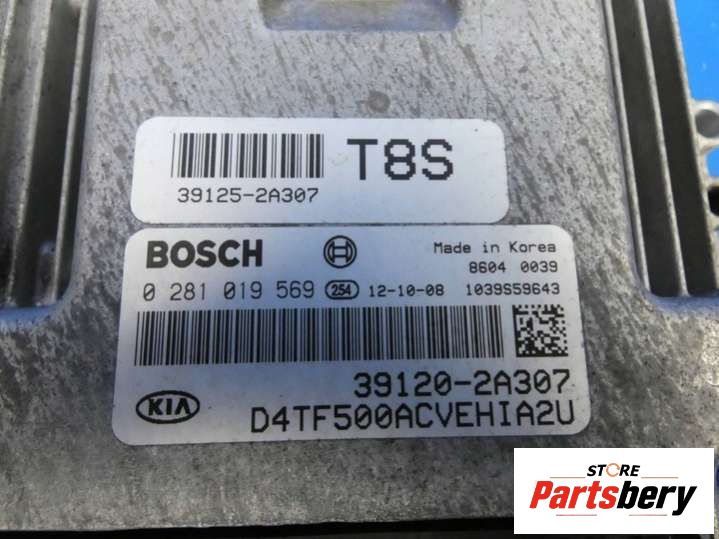 T8S
39125-2A307
BOSCH
Made in Korea
8604 0039
0 281 019 569 254 12-10-08 1039S59643
39120-2A307
KIA
D4TF500ACVEHIA2U
STORE
Partsbery